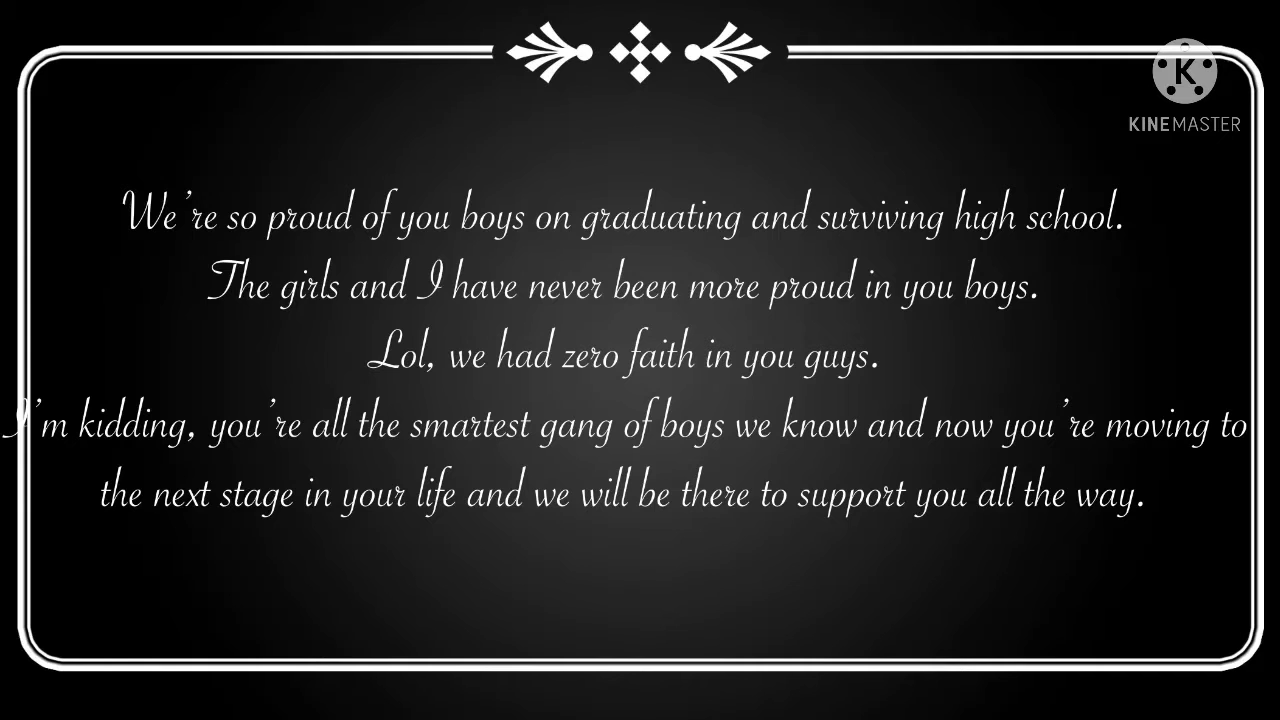 K
KINEMASTER
We're so proud of you boys on graduating and surviving high school.
The girls and I have never been more proud in you boys.
Lol, we had zero faith in you guys.
I'm kidding, you're all the smartest gang of boys we know and now you're moving to
the next stage in your life and we will be there to support you all the way.